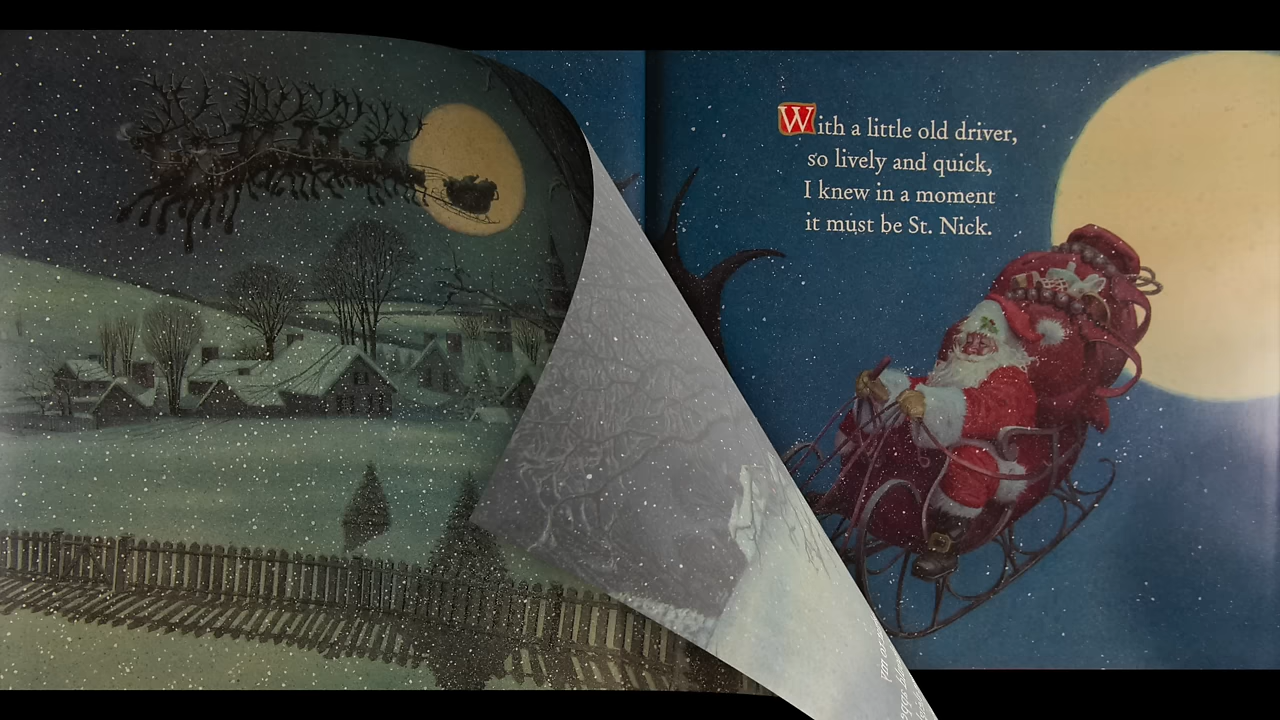 With a little old driver,
so lively and quick,
I knew in a moment
it must be St. Nick.